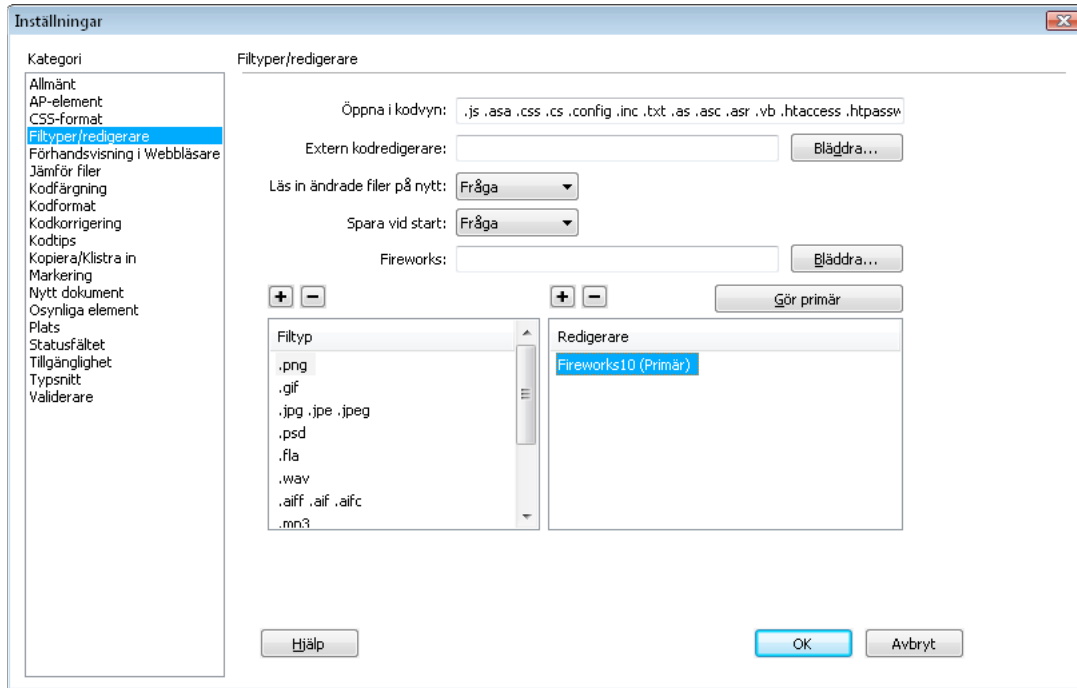 Inställningar
Kategori
Allmänt
AP-element
CSS-format
Filtyper/redigerare
Förhandsvisning i Webbläsare
Jämför filer
Kodfärgning
Kodformat
Kodkorrigering
Kodtips
Kopiera/Klistra in
Markering
Nytt dokument
Osynliga element
Plats
Statusfältet
Tillgänglighet
Typsnitt
Validerare
Filtyper/redigerare
Öppna i kodvyn: .js .asa .css .cs .config .inc .txt .as .asc .asr .vb .htaccess .htpassw
Extern kodredigerare: Bläddra...
Läs in ändrade filer på nytt: Fråga
Spara vid start: Fråga
Fireworks: Bläddra...
Gör primär
Filtyp
.png
.gif
.jpg .jpe .jpeg
.psd
.fla
.wav
.aiff .aif .aifc
.mp3
Redigerare
Fireworks10 (Primär)
Hjälp
OK
Avbryt